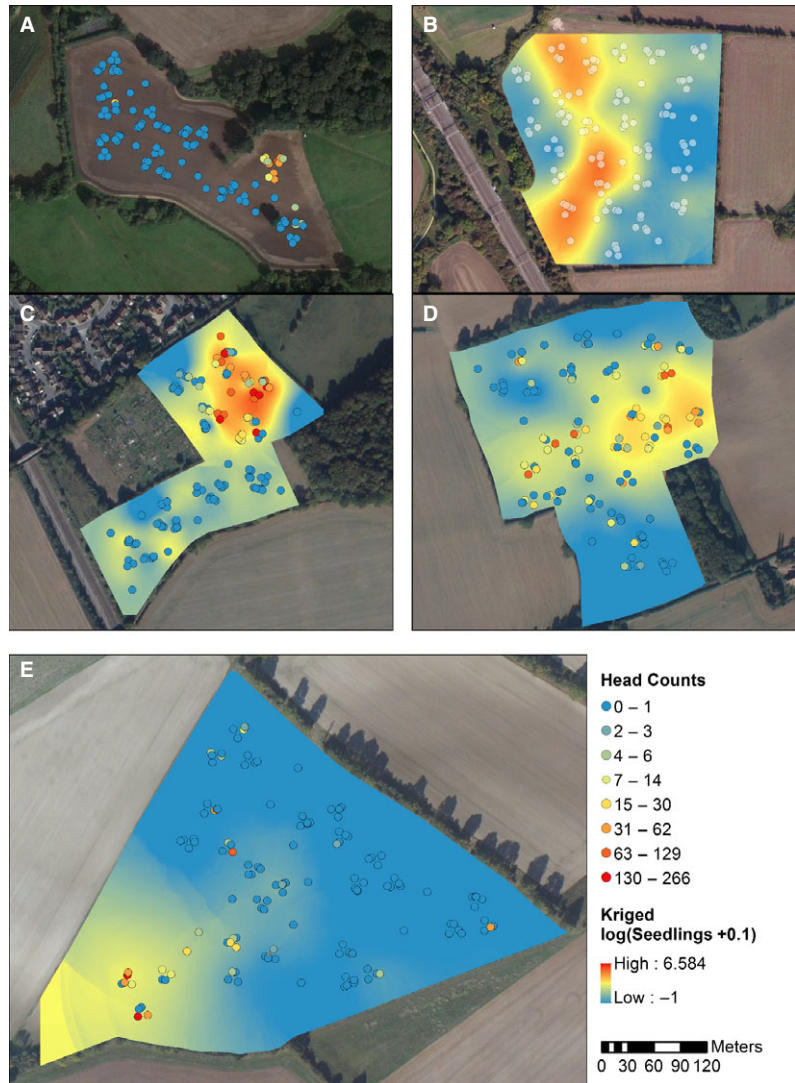 A
B
C
D
E
Head Counts
0 – 1
2 – 3
4 – 6
7 – 14
15 – 30
31 – 62
63 – 129
130 – 266
Kriged
log(Seedlings +0.1)
High : 6.584
Low : –1
Meters
0 30 60 90 120